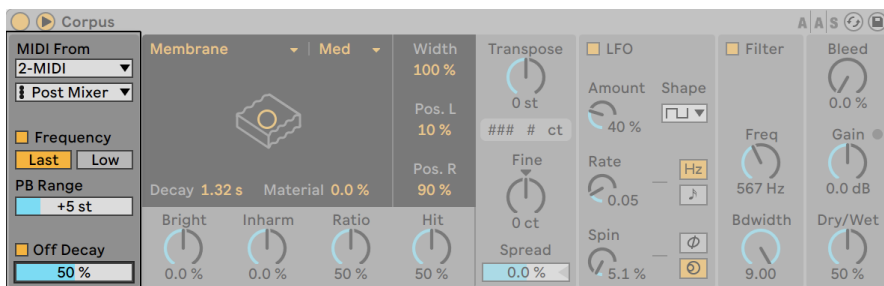 Corpus
A A S
MIDI From
2-MIDI
Post Mixer
Frequency
Last Low
PB Range
+5 st
Off Decay
50 %
Membrane Med
Decay 1.32 s Material 0.0 %
Width
100 %
Pos. L
10 %
Pos. R
90 %
Bright Inharm Ratio Hit
0.0 % 0.0 % 50 % 50 %
Transpose
0 st
### # ct
Fine
0 ct
Spread
0.0 %
LFO
Amount Shape
40 %
Rate
0.05
Hz
Spin
5.1 %
Filter
Freq
567 Hz
Bdwidth
9.00
Bleed
0.0 %
Gain
0.0 dB
Dry/Wet
50 %